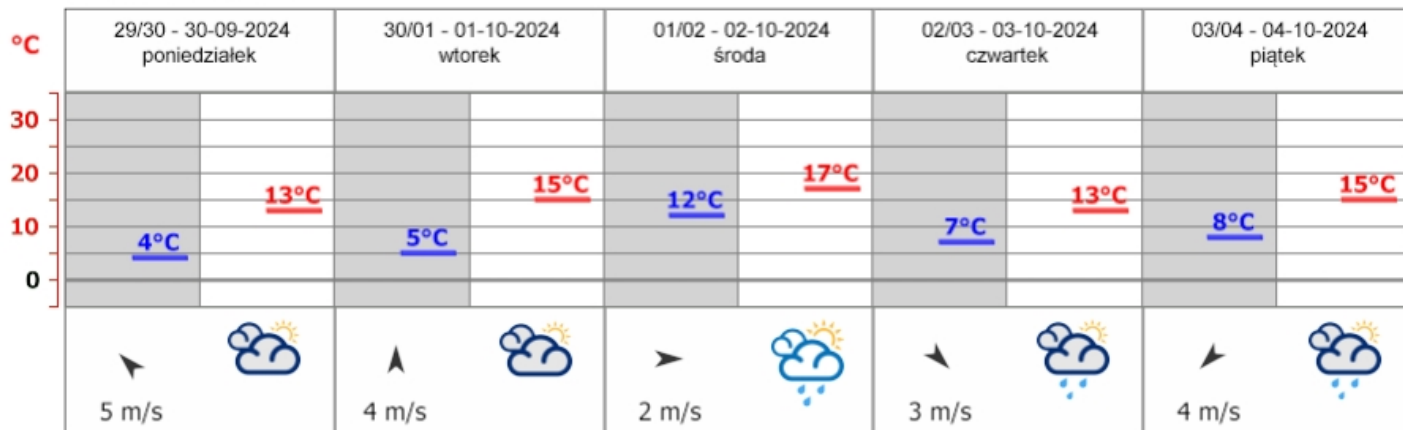 °C
29/30 - 30-09-2024
poniedziałek
30/01 - 01-10-2024
wtorek
01/02 - 02-10-2024
środa
02/03 - 03-10-2024
czwartek
03/04 - 04-10-2024
piątek
30
20
10
0
4°C
13°C
5°C
15°C
12°C
17°C
7°C
13°C
8°C
15°C
5 m/s
4 m/s
2 m/s
3 m/s
4 m/s